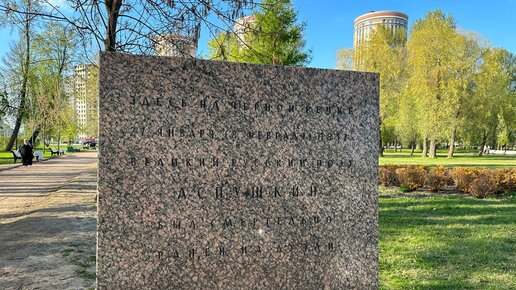 ЗДЕСЬ НА ЧЕРНОЙ РЕЧКЕ
27 ЯНВАРЯ (8 ФЕВРАЛЯ) 1837
ВЕЛИКИЙ РУССКИЙ ПОЭТ
А.С.ПУШКИН
БЫЛ СМЕРТЕЛЬНО
РАНЕН НА ДУЭЛИ